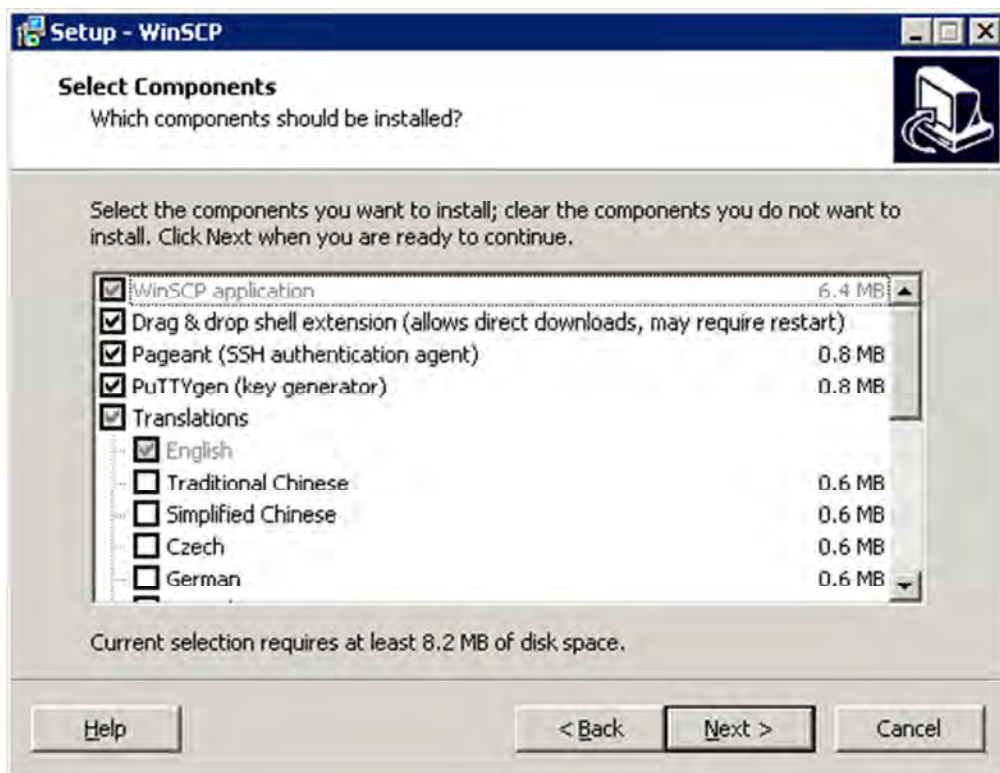 Setup - WinSCP
Select Components
Which components should be installed?
Select the components you want to install; clear the components you do not want to
install. Click Next when you are ready to continue.
WinSCP application 6.4 MB
Drag & drop shell extension (allows direct downloads, may require restart)
Pageant (SSH authentication agent) 0.8 MB
PuTTYgen (key generator) 0.8 MB
Translations
English
Traditional Chinese 0.6 MB
Simplified Chinese 0.6 MB
Czech 0.6 MB
German 0.6 MB
Current selection requires at least 8.2 MB of disk space.
Help < Back Next > Cancel